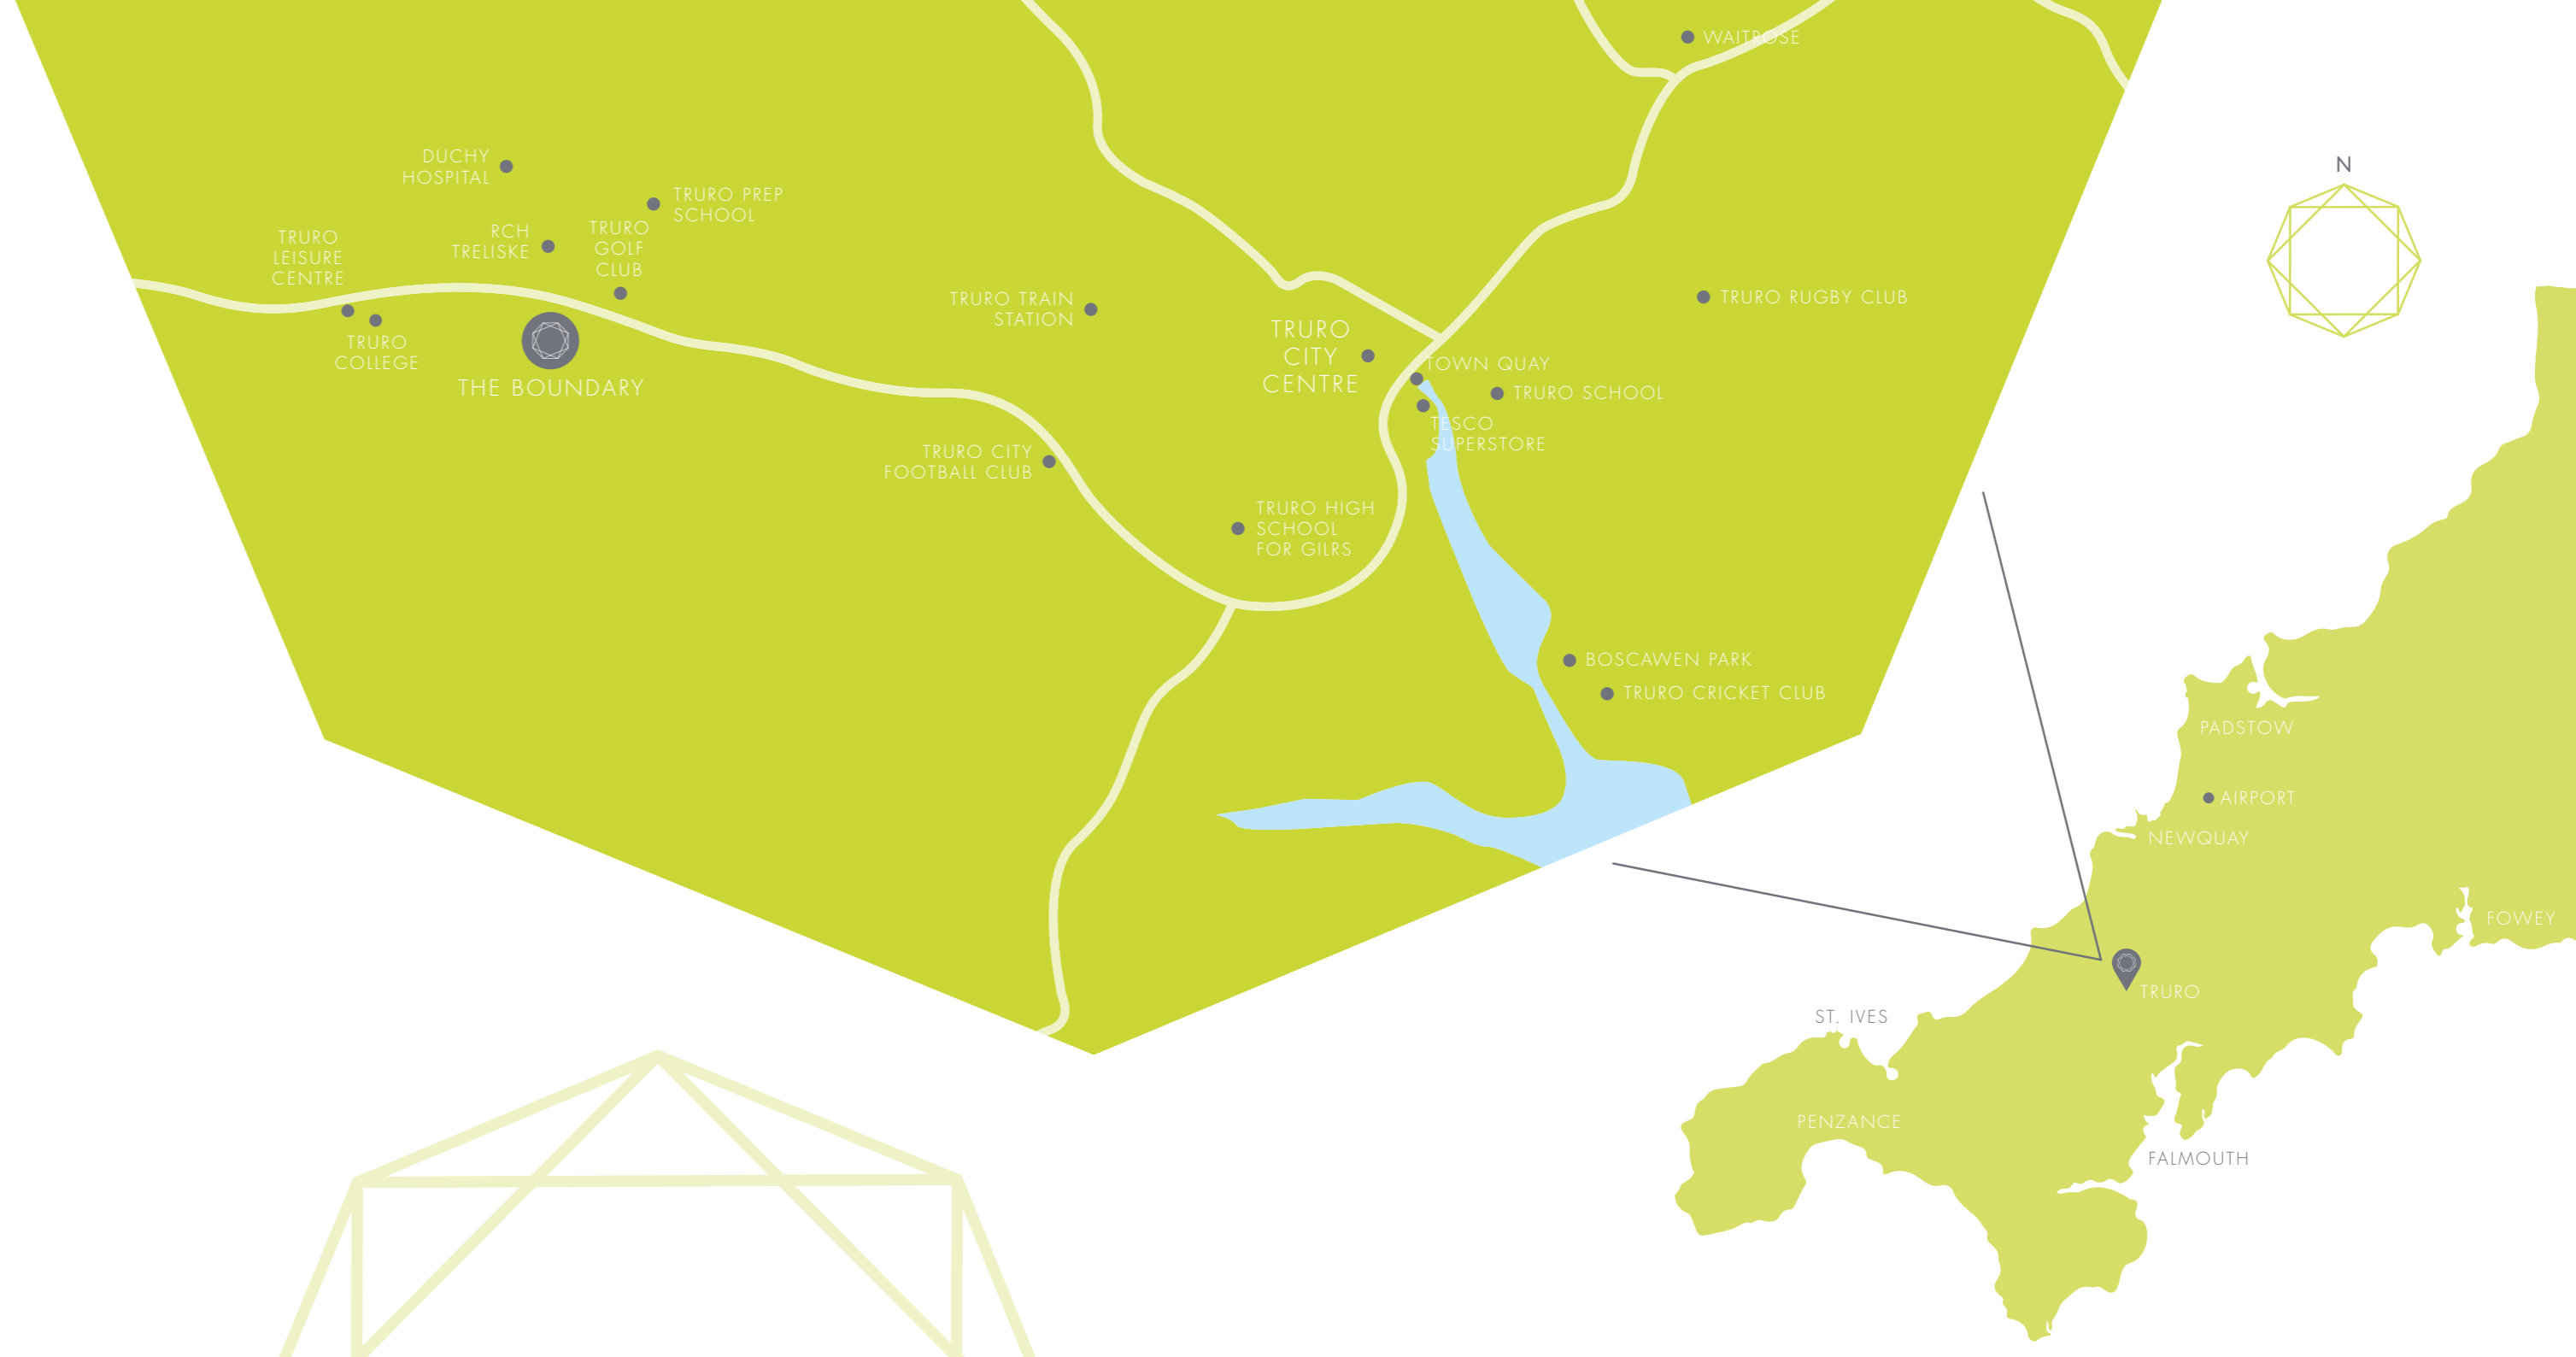 WAITROSE
DUCHY
HOSPITAL
TRURO PREP
SCHOOL
RCH
TRELISKE
TRURO
GOLF
CLUB
TRURO
LEISURE
CENTRE
TRURO
COLLEGE
THE BOUNDARY
TRURO TRAIN
STATION
TRURO
CITY
CENTRE
TRURO RUGBY CLUB
TOWN QUAY
TRURO SCHOOL
TESCO
SUPERSTORE
TRURO CITY
FOOTBALL CLUB
TRURO HIGH
SCHOOL
FOR GILRS
BOSCAWEN PARK
TRURO CRICKET CLUB
N
PADSTOW
AIRPORT
NEWQUAY
FOWEY
TRURO
ST. IVES
PENZANCE
FALMOUTH